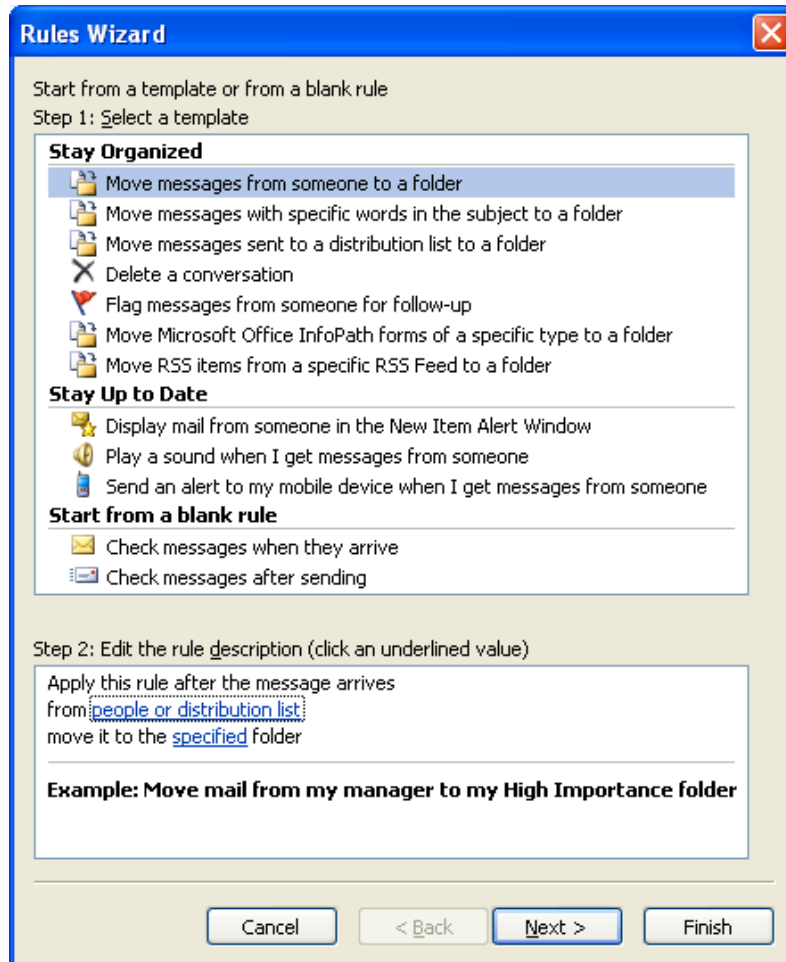 Rules Wizard
Start from a template or from a blank rule
Step 1: Select a template
Stay Organized
Move messages from someone to a folder
Move messages with specific words in the subject to a folder
Move messages sent to a distribution list to a folder
Delete a conversation
Flag messages from someone for follow-up
Move Microsoft Office InfoPath forms of a specific type to a folder
Move RSS items from a specific RSS Feed to a folder
Stay Up to Date
Display mail from someone in the New Item Alert Window
Play a sound when I get messages from someone
Send an alert to my mobile device when I get messages from someone
Start from a blank rule
Check messages when they arrive
Check messages after sending
Step 2: Edit the rule description (click an underlined value)
Apply this rule after the message arrives
from people or distribution list
move it to the specified folder
Example: Move mail from my manager to my High Importance folder
Cancel < Back Next > Finish